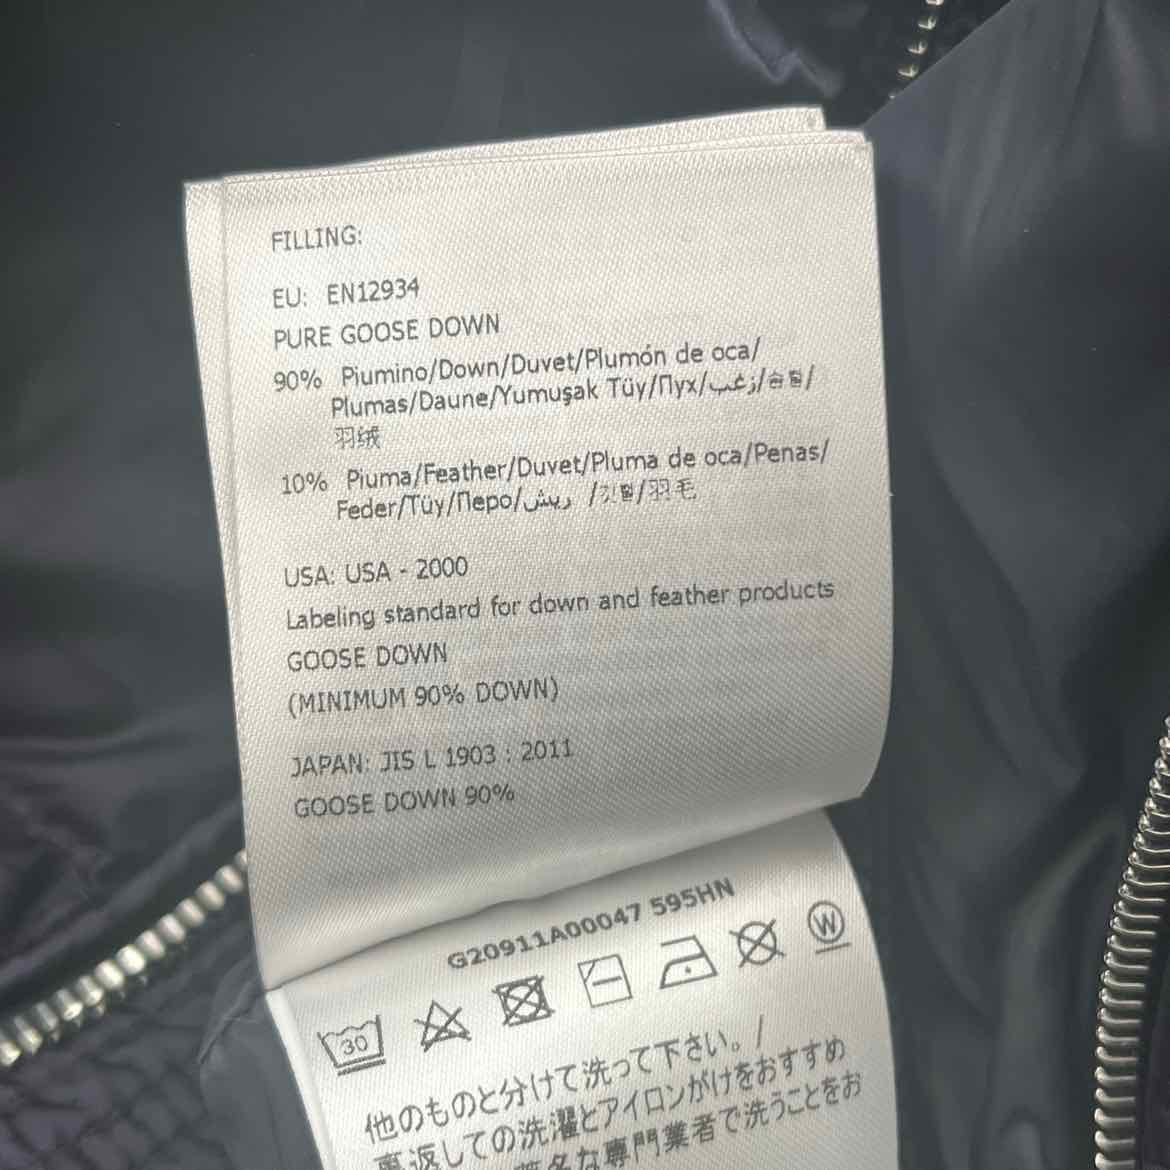 FILLING:
EU: EN12934
PURE GOOSE DOWN
90% Piumino/Down/Duvet/Plumón de oca/
Plumas/Daune/Yumuşak Tüy/Пух/زغب/솜털/
羽绒
10% Piuma/Feather/Duvet/Pluma de oca/Penas/
Feder/Tüy/Перо/ريش /깃털/羽毛
USA: USA - 2000
Labeling standard for down and feather products
GOOSE DOWN
(MINIMUM 90% DOWN)
JAPAN: JIS L 1903 : 2011
GOOSE DOWN 90%
G20911A00047 595HN
30
W
他のものと分けて洗って下さい。/
裏返しての洗濯とアイロンがけをおすすめ
著名な専門業者で洗うことをお